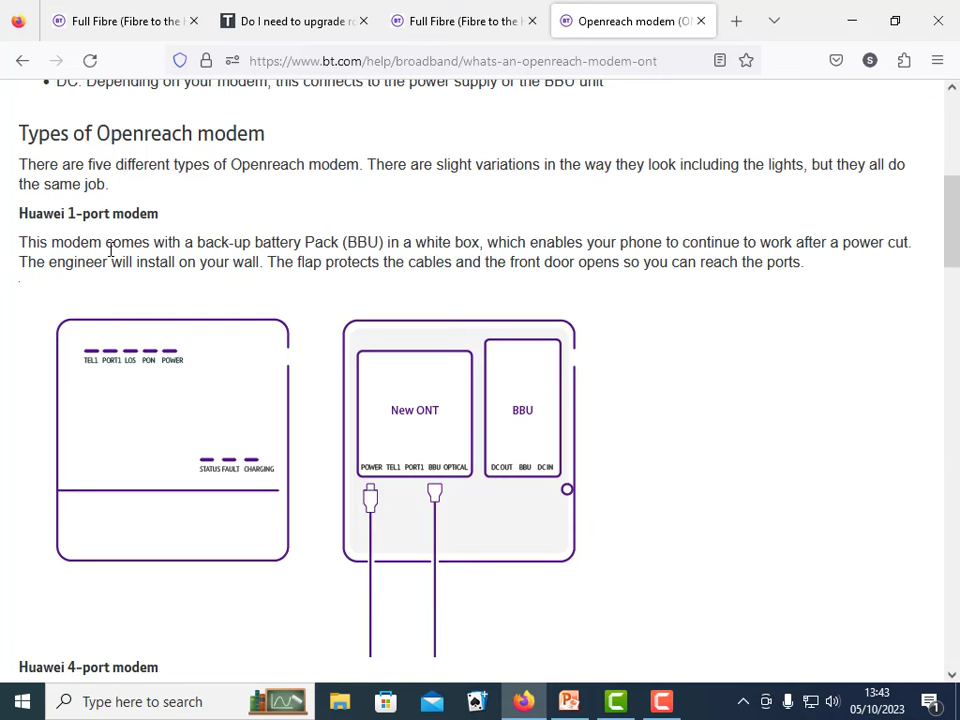 Full Fibre (Fibre to the
Do I need to upgrade
Full Fibre (Fibre to the
Openreach modem (O
https://www.bt.com/help/broadband/whats-an-openreach-modem-ont
S
DC: Depending on your modem, this connects to the power supply of the BBU unit
Types of Openreach modem
There are five different types of Openreach modem. There are slight variations in the way they look including the lights, but they all do
the same job.
Huawei 1-port modem
This modem comes with a back-up battery Pack (BBU) in a white box, which enables your phone to continue to work after a power cut.
The engineer will install on your wall. The flap protects the cables and the front door opens so you can reach the ports.
TEL1 PORT1 LOS PON POWER
STATUS FAULT CHARGING
New ONT
BBU
POWER TEL1 PORT1 BBU OPTICAL
DC OUT BBU DC IN
Huawei 4-port modem
Type here to search
13:43
05/10/2023
1